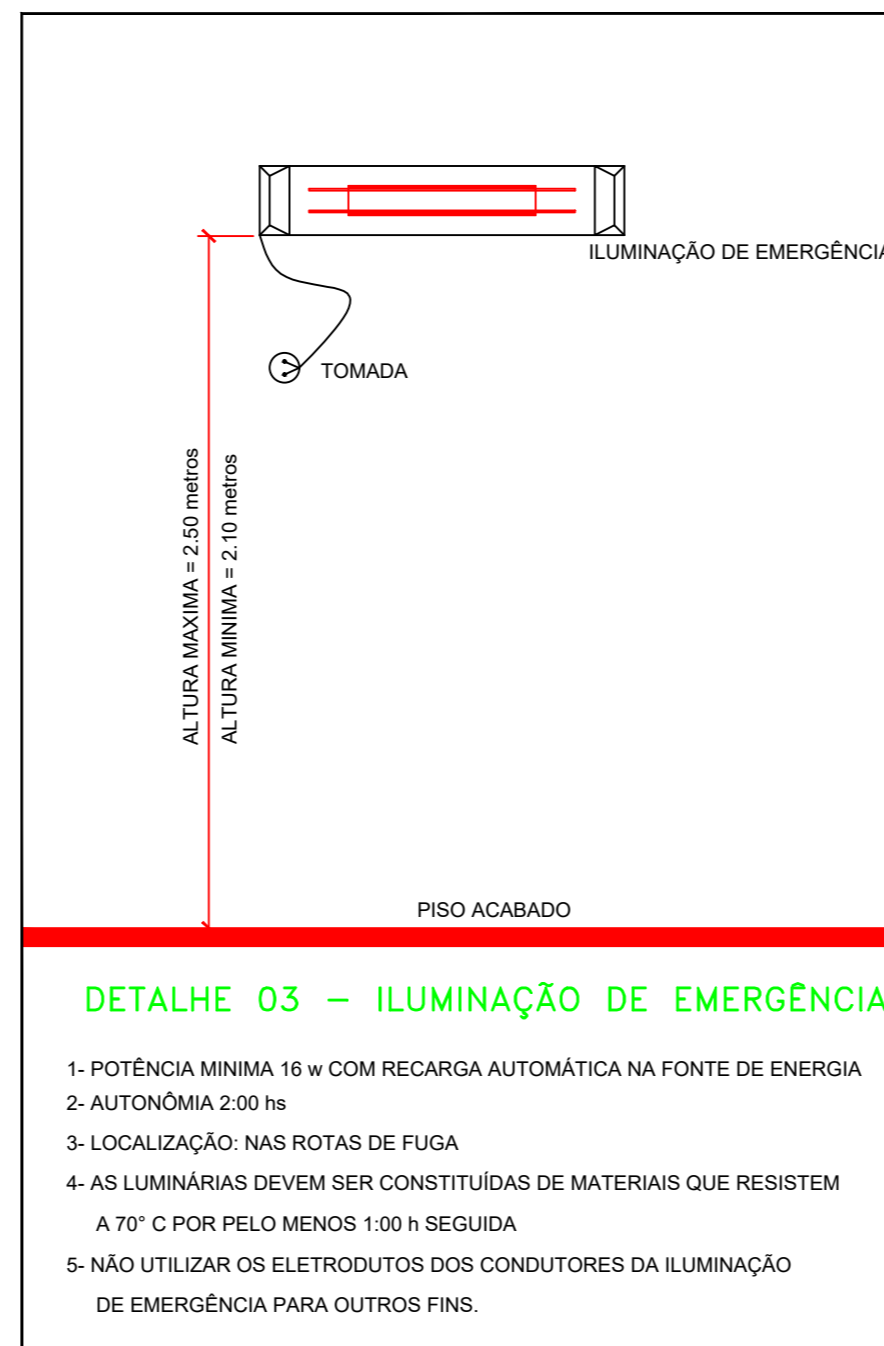 ILUMINAÇÃO DE EMERGÊNCIA
TOMADA
ALTURA MAXIMA = 2.50 metros
ALTURA MINIMA = 2.10 metros
PISO ACABADO
DETALHE 03 – ILUMINAÇÃO DE EMERGÊNCIA
1- POTÊNCIA MINIMA 16 w COM RECARGA AUTOMÁTICA NA FONTE DE ENERGIA
2- AUTONÔMIA 2:00 hs
3- LOCALIZAÇÃO: NAS ROTAS DE FUGA
4- AS LUMINÁRIAS DEVEM SER CONSTITUÍDAS DE MATERIAIS QUE RESISTEM
A 70° C POR PELO MENOS 1:00 h SEGUIDA
5- NÃO UTILIZAR OS ELETRODUTOS DOS CONDUTORES DA ILUMINAÇÃO
DE EMERGÊNCIA PARA OUTROS FINS.